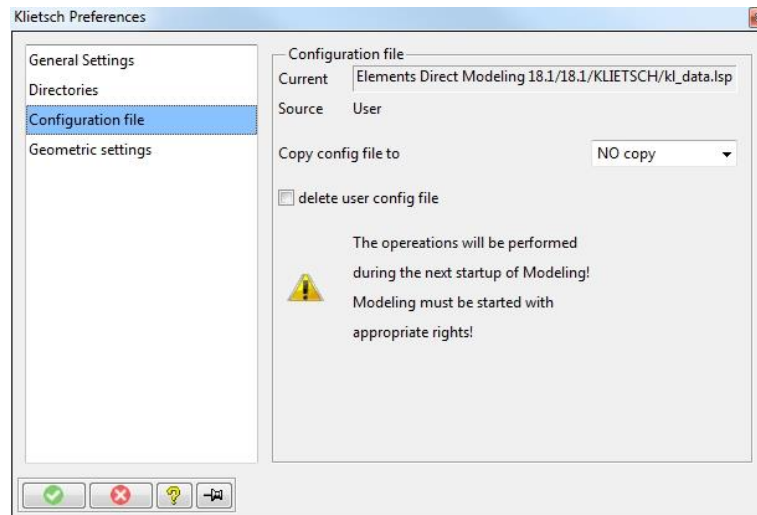 Klietsch Preferences
General Settings
Directories
Configuration file
Geometric settings
Configuration file
Current Elements Direct Modeling 18.1/18.1/KLIETSCH/kl_data.lsp
Source User
Copy config file to NO copy
delete user config file
The opereations will be performed
during the next startup of Modeling!
Modeling must be started with
appropriate rights!